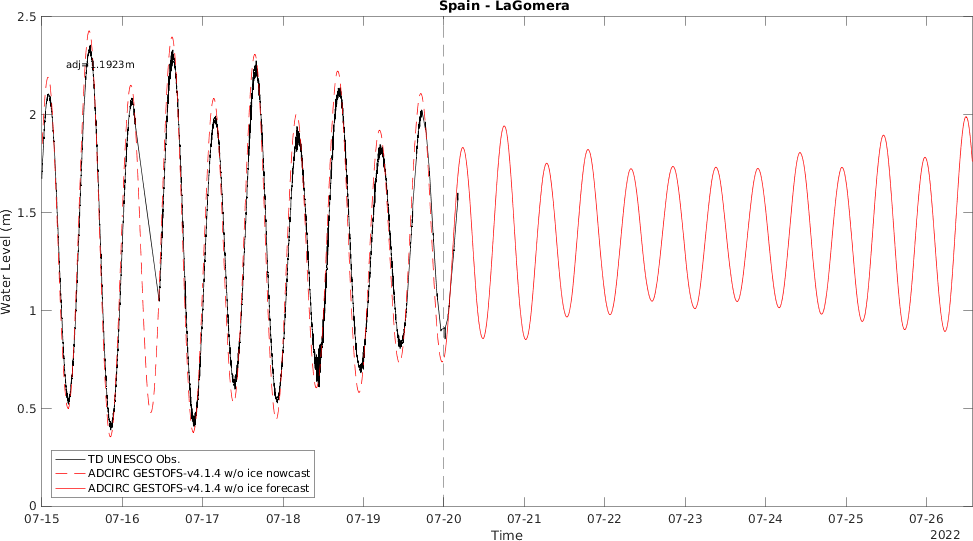 Spain - LaGomera
2.5
2
1.5
1
0.5
0
Water Level (m)
adj=1.1923m
TD UNESCO Obs.
ADCIRC GESTOFS-v4.1.4 w/o ice nowcast
ADCIRC GESTOFS-v4.1.4 w/o ice forecast
07-15 07-16 07-17 07-18 07-19 07-20 07-21 07-22 07-23 07-24 07-25 07-26
2022
Time